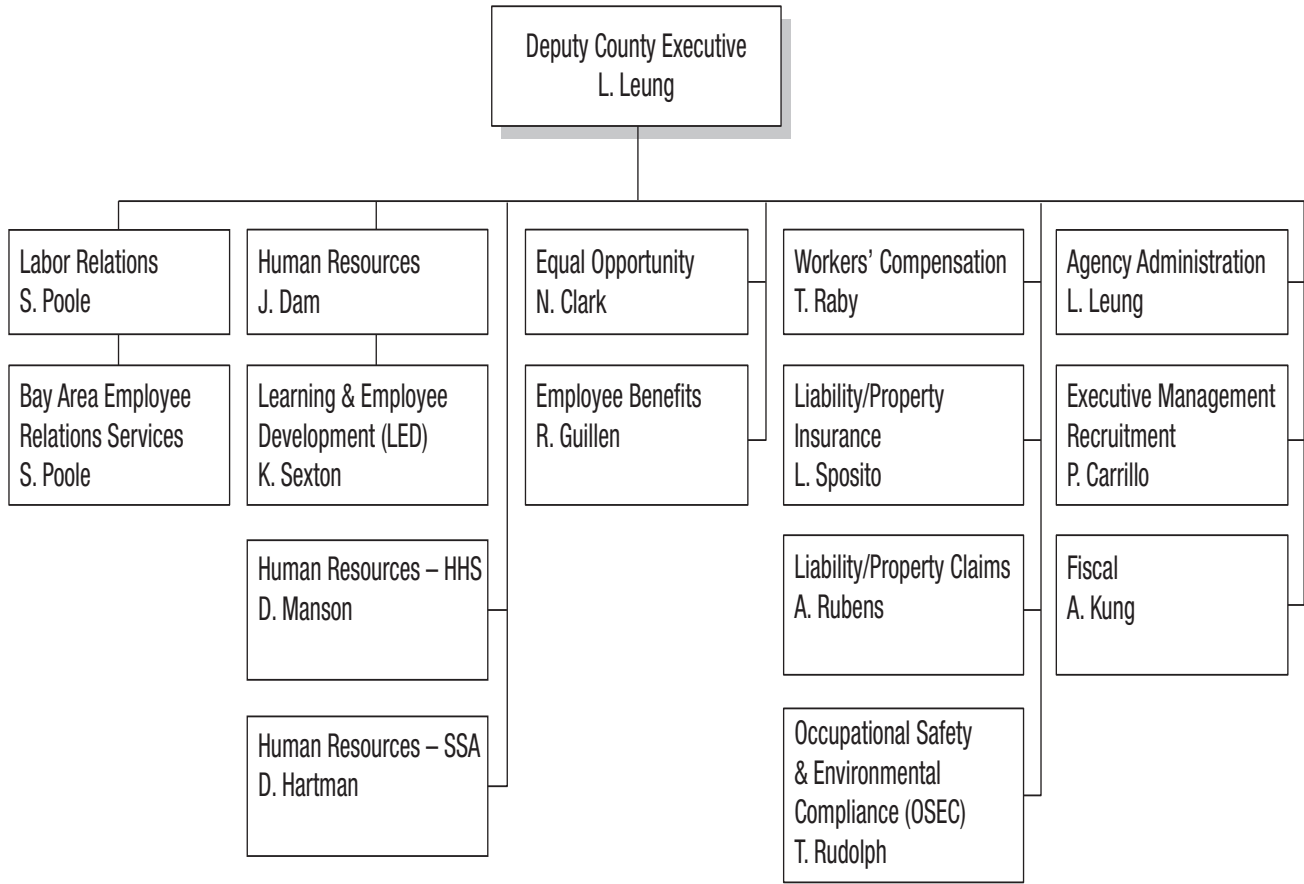 Deputy County Executive
L. Leung
Labor Relations
S. Poole
Human Resources
J. Dam
Equal Opportunity
N. Clark
Workers’ Compensation
T. Raby
Agency Administration
L. Leung
Bay Area Employee
Relations Services
S. Poole
Learning & Employee
Development (LED)
K. Sexton
Employee Benefits
R. Guillen
Liability/Property
Insurance
L. Sposito
Executive Management
Recruitment
P. Carrillo
Human Resources – HHS
D. Manson
Liability/Property Claims
A. Rubens
Fiscal
A. Kung
Human Resources – SSA
D. Hartman
Occupational Safety
& Environmental
Compliance (OSEC)
T. Rudolph